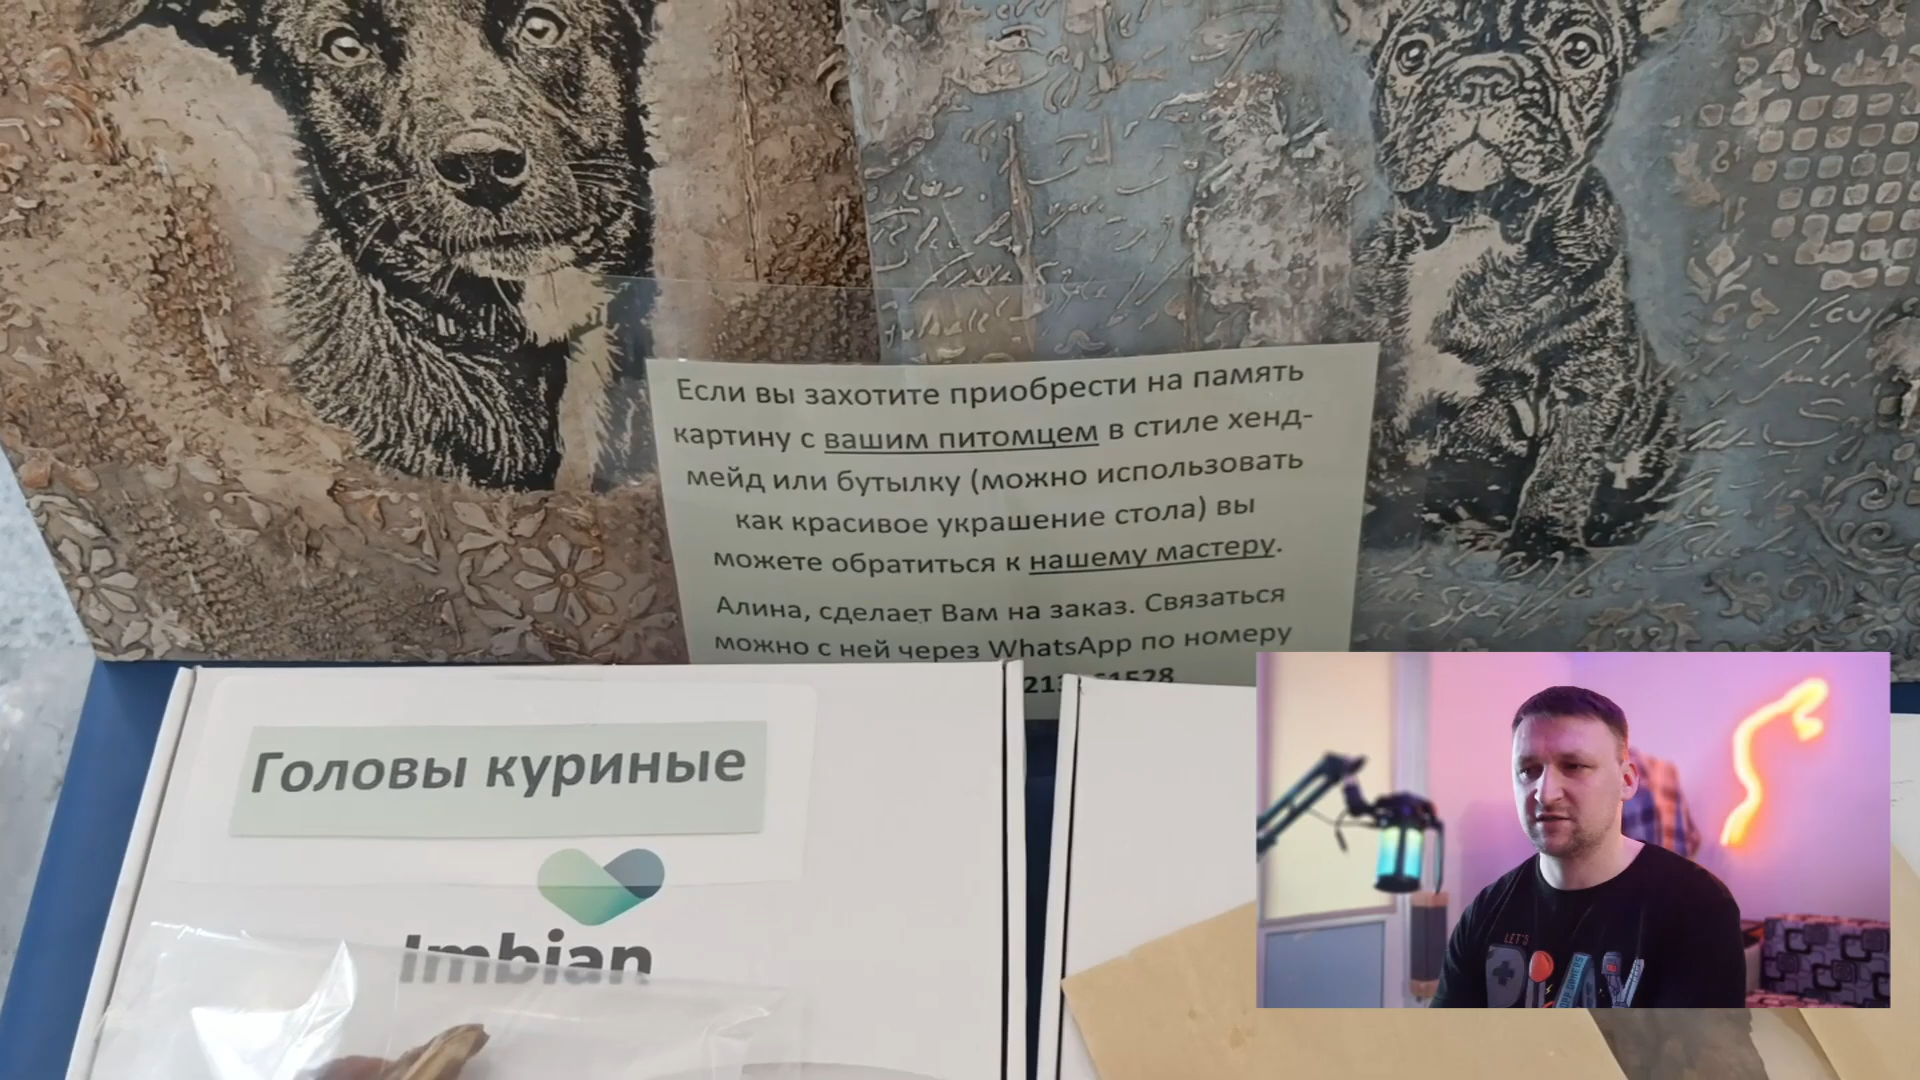 Если вы захотите приобрести на память
картину с вашим питомцем в стиле хенд-
мейд или бутылку (можно использовать
как красивое украшение стола) вы
можете обратиться к нашему мастеру.
Алина, сделает Вам на заказ. Связаться
можно с ней через WhatsApp по номеру
Головы куриные
Imbian
LET'S